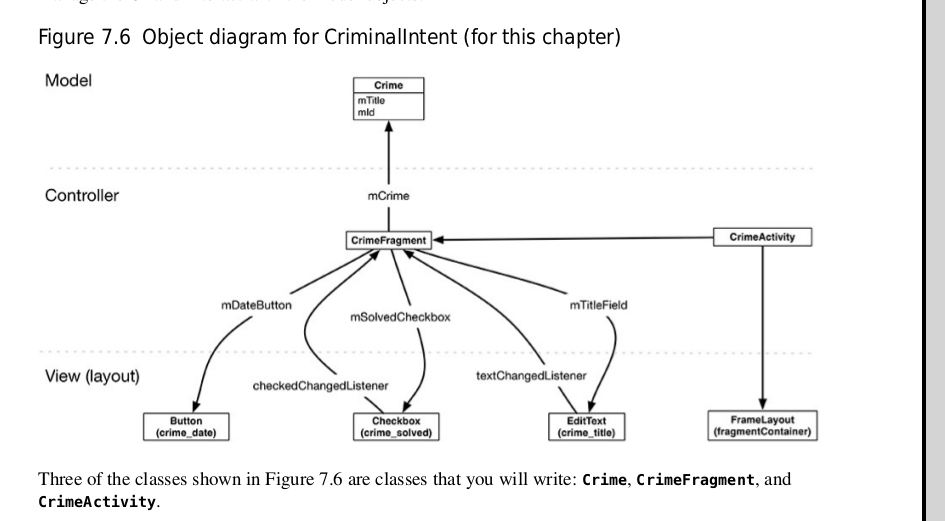 Figure 7.6 Object diagram for CriminalIntent (for this chapter)
Model
Crime
mTitle
mId
Controller
mCrime
CrimeFragment
CrimeActivity
mDateButton
mSolvedCheckbox
mTitleField
View (layout)
checkedChangedListener
textChangedListener
Button
(crime_date)
Checkbox
(crime_solved)
EditText
(crime_title)
FrameLayout
(fragmentContainer)
Three of the classes shown in Figure 7.6 are classes that you will write: Crime, CrimeFragment, and
CrimeActivity.